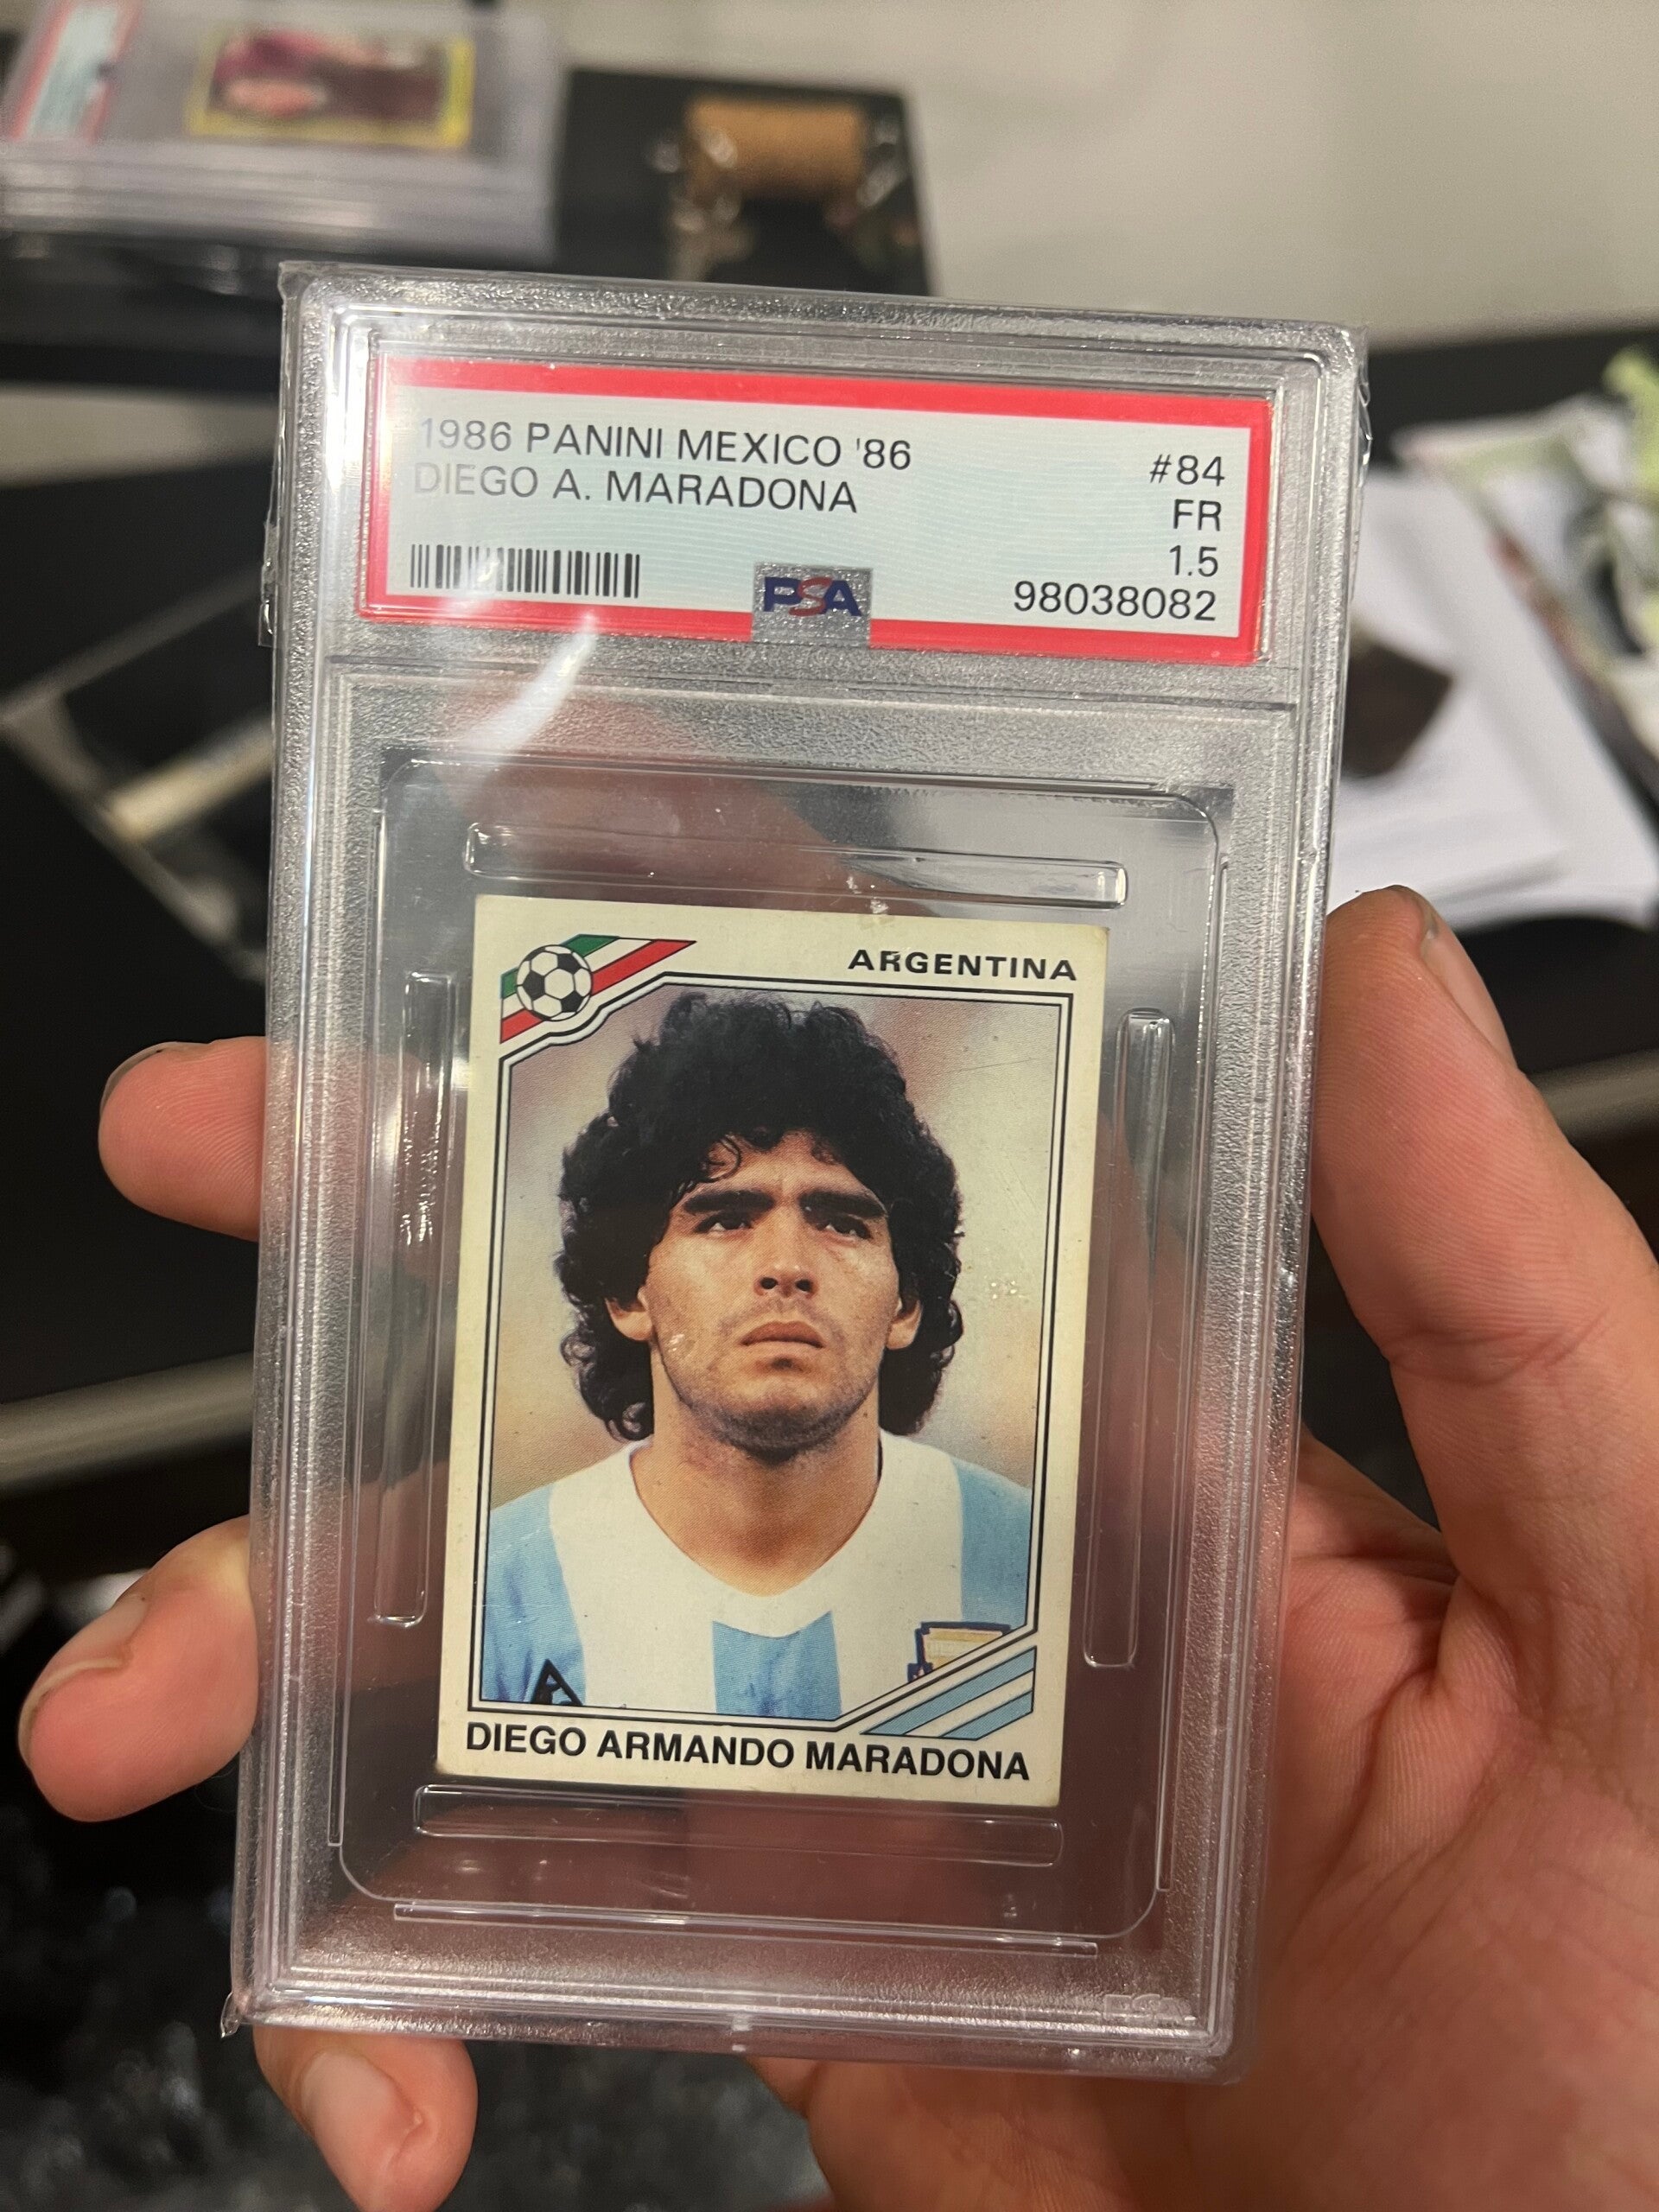 1986 PANINI MEXICO '86
DIEGO A. MARADONA
#84
FR
1.5
98038082
PSA
ARGENTINA
DIEGO ARMANDO MARADONA